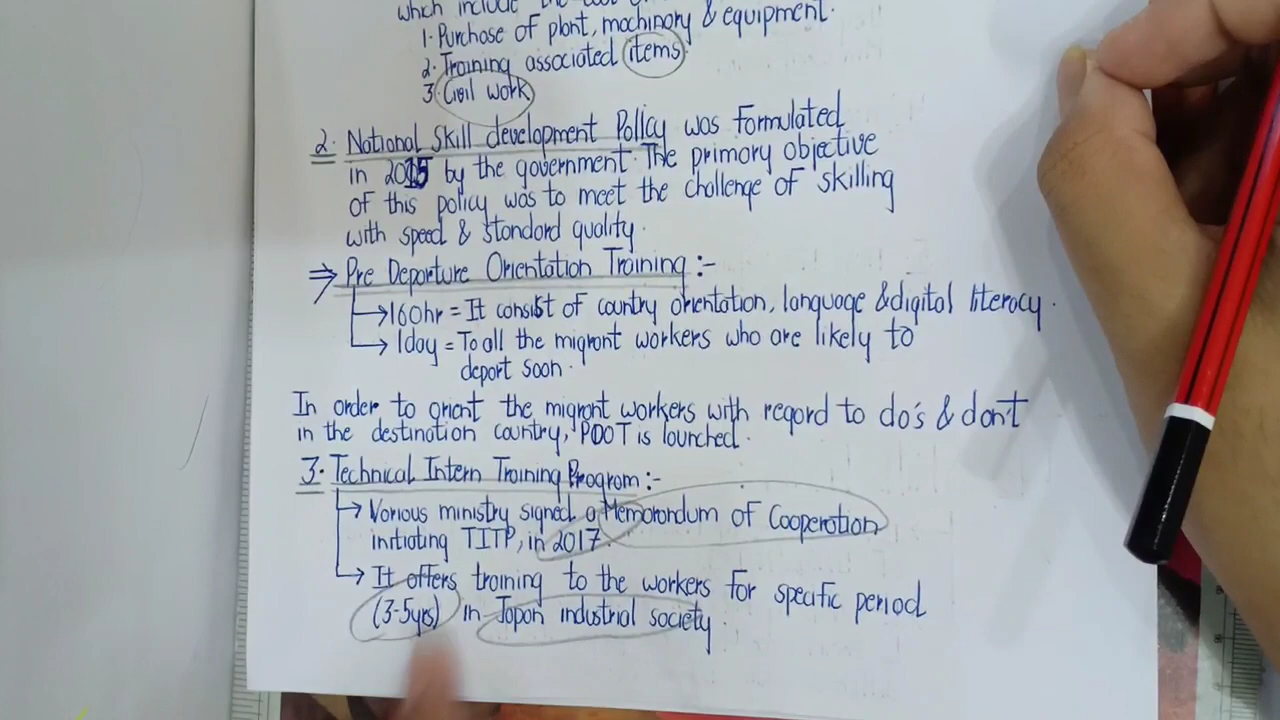 which include the
1. Purchase of plant, machinory & equipment.
2. Training associated items.
3. Civil work
2. National Skill development Policy was formulated
in 2015 by the government. The primary objective
of this policy was to meet the challenge of skilling
with speed & standard quality.
⇒ Pre Departure Orientation Training :-
→ 160hr = It consist of country orientation, language & digital literacy.
→ 1day = To all the migrant workers who are likely to
depart soon.
In order to orient the migrant workers with regard to do's & dont
in the destination country, PDOT is launched.
3. Technical Intern Training Program :-
→ Various ministry signed a Memorandum of Cooperation
initiating TITP, in 2017.
→ It offers training to the workers for specific period
(3-5yrs) in Japan industrial society.